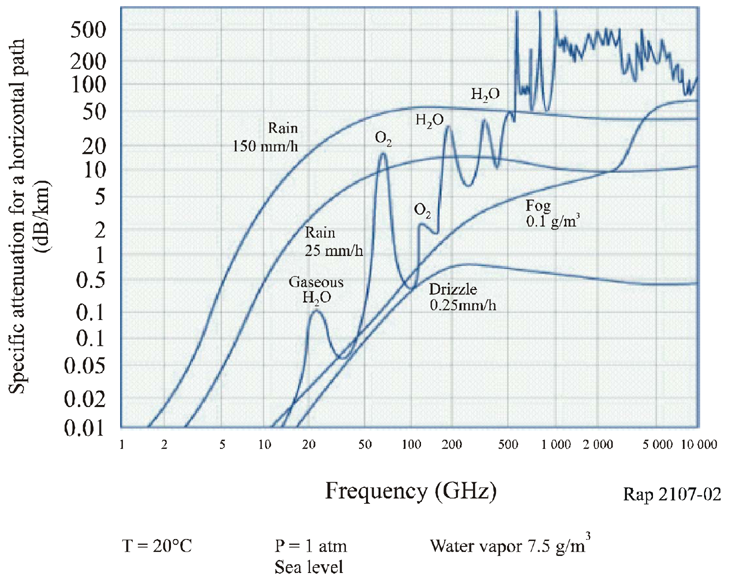 Specific attenuation for a horizontal path
(dB/km)
500
200
100
50
20
10
5
2
1
0.5
0.1
0.1
0.05
0.02
0.01
Rain
150 mm/h
O₂
H₂O
H₂O
Rain
25 mm/h
O₂
Fog
0.1 g/m³
Gaseous
H₂O
Drizzle
0.25mm/h
1 2 5 10 20 50 100 200 500 1 000 2 000 5 000 10 000
Frequency (GHz)
Rap 2107-02
T = 20°C P = 1 atm Water vapor 7.5 g/m³
Sea level